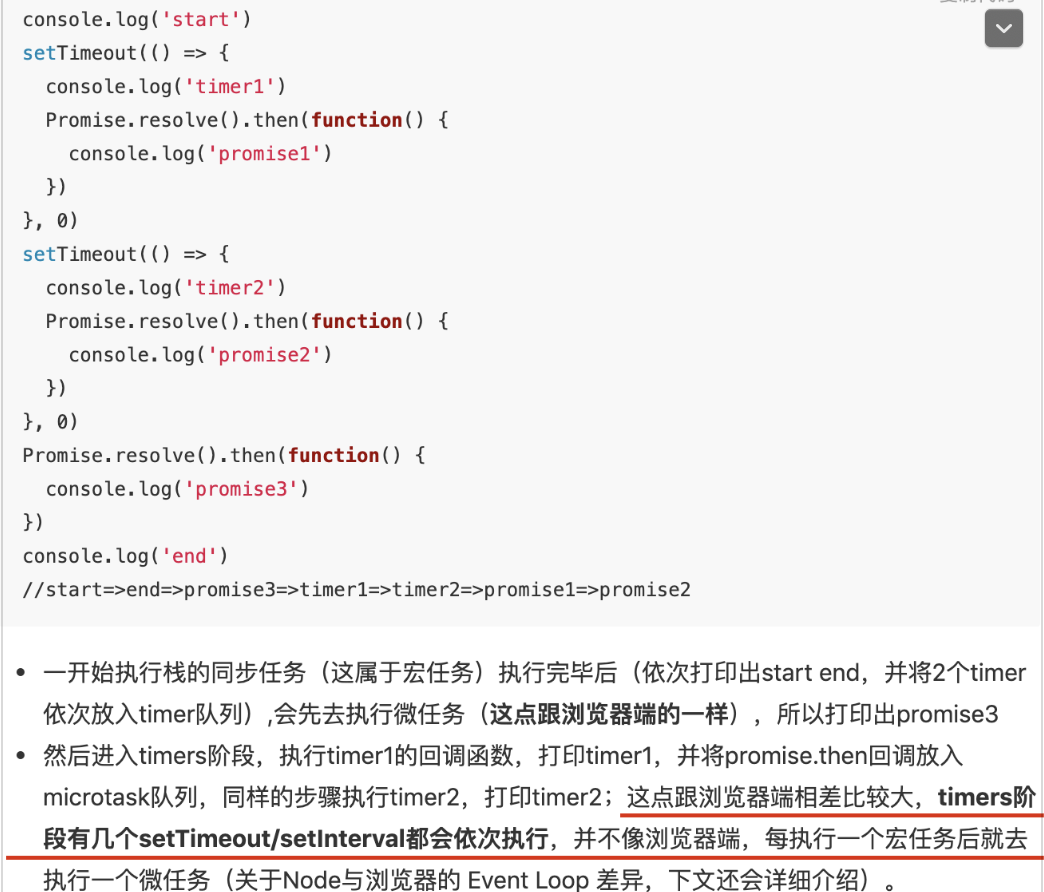 console.log('start')
setTimeout(() => {
  console.log('timer1')
  Promise.resolve().then(function() {
    console.log('promise1')
  })
}, 0)
setTimeout(() => {
  console.log('timer2')
  Promise.resolve().then(function() {
    console.log('promise2')
  })
}, 0)
Promise.resolve().then(function() {
  console.log('promise3')
})
console.log('end')
//start=>end=>promise3=>timer1=>timer2=>promise1=>promise2
• 一开始执行栈的同步任务（这属于宏任务）执行完毕后（依次打印出start end，并将2个timer
依次放入timer队列）,会先去执行微任务（这点跟浏览器端的一样），所以打印出promise3
• 然后进入timers阶段，执行timer1的回调函数，打印timer1，并将promise.then回调放入
microtask队列，同样的步骤执行timer2，打印timer2；这点跟浏览器端相差比较大，timers阶
段有几个setTimeout/setInterval都会依次执行，并不像浏览器端，每执行一个宏任务后就去
执行一个微任务（关于Node与浏览器的 Event Loop 差异，下文还会详细介绍）。